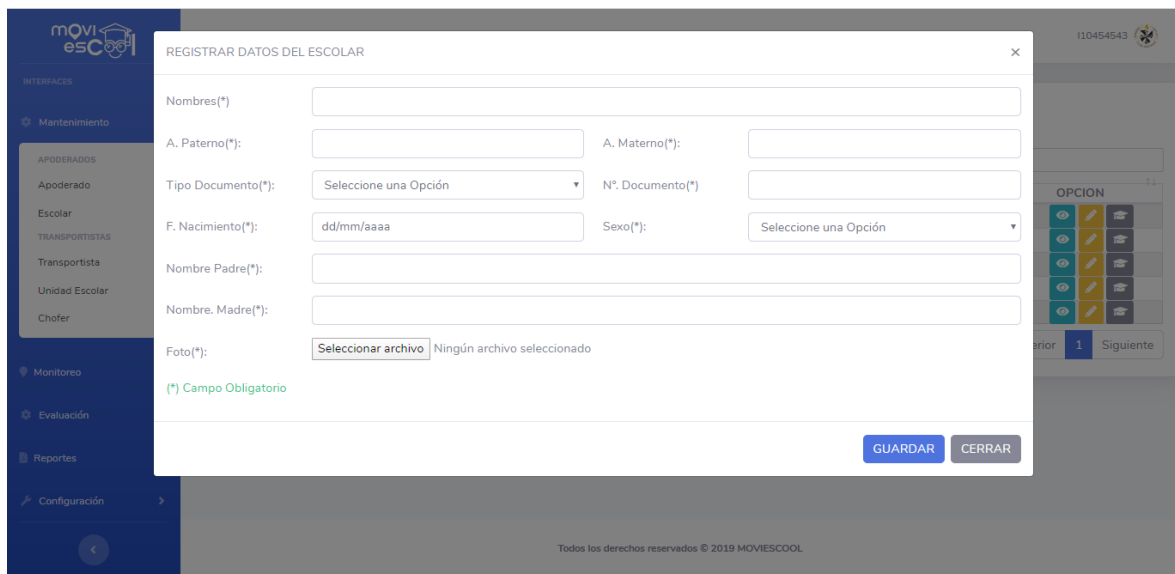 movi
escool
I10454543
REGISTRAR DATOS DEL ESCOLAR
×
INTERFACES
Mantenimiento
APODERADOS
Apoderado
Escolar
TRANSPORTISTAS
Transportista
Unidad Escolar
Chofer
Monitoreo
Evaluación
Reportes
Configuración
Nombres(*)
A. Paterno(*):
A. Materno(*):
Tipo Documento(*): Seleccione una Opción
Nº. Documento(*)
F. Nacimiento(*): dd/mm/aaaa
Sexo(*): Seleccione una Opción
Nombre Padre(*):
Nombre. Madre(*):
Foto(*): Seleccionar archivo Ningún archivo seleccionado
(*) Campo Obligatorio
GUARDAR CERRAR
OPCION
erior 1 Siguiente
Todos los derechos reservados © 2019 MOVIESCOOL